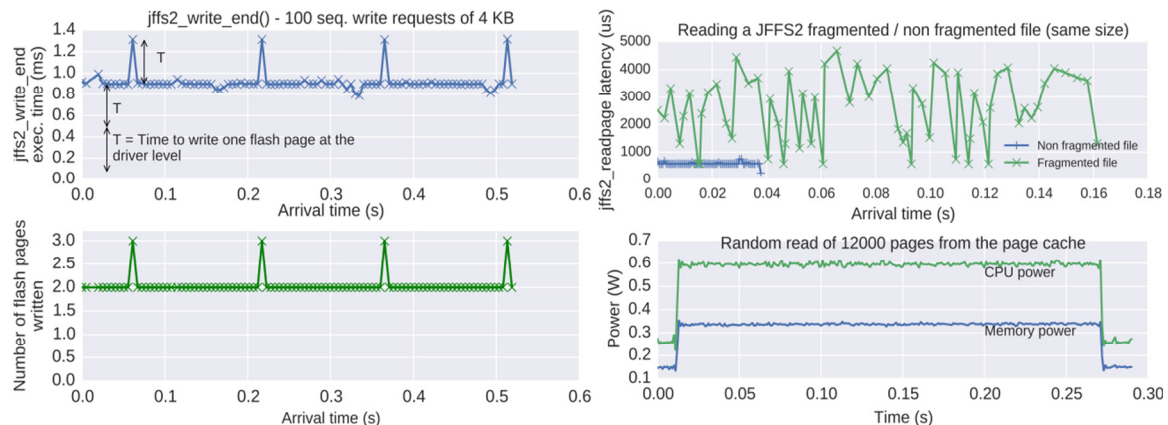 jffs2_write_end() - 100 seq. write requests of 4 KB
jffs2_write_end
exec. time (ms)
1.4
1.2
1.0
0.8
0.6
0.4
0.2
0.0
T
T
T = Time to write one flash page at the
driver level
0.0 0.1 0.2 0.3 0.4 0.5 0.6
Arrival time (s)
Number of flash pages
written
3.0
2.5
2.0
1.5
1.0
0.5
0.0
0.0 0.1 0.2 0.3 0.4 0.5 0.6
Arrival time (s)
Reading a JFFS2 fragmented / non fragmented file (same size)
jffs2_readpage latency (us)
5000
4000
3000
2000
1000
0
Non fragmented file
Fragmented file
0.00 0.02 0.04 0.06 0.08 0.10 0.12 0.14 0.16 0.18
Arrival time (s)
Random read of 12000 pages from the page cache
Power (W)
0.7
0.6
0.5
0.4
0.3
0.2
0.1
CPU power
Memory power
0.00 0.05 0.10 0.15 0.20 0.25 0.30
Time (s)